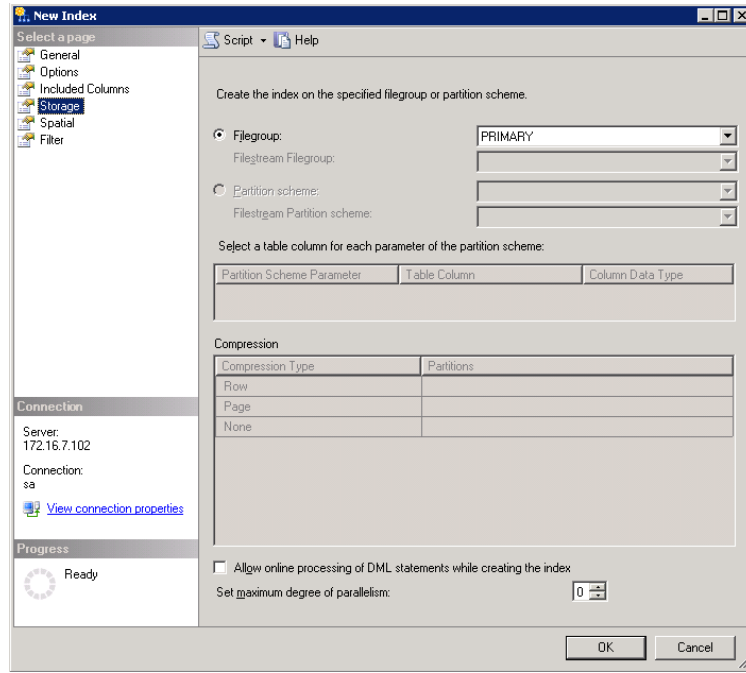 New Index
Select a page
General
Options
Included Columns
Storage
Spatial
Filter
Script Help
Create the index on the specified filegroup or partition scheme.
Filegroup: PRIMARY
Filestream Filegroup:
Partition scheme:
Filestream Partition scheme:
Select a table column for each parameter of the partition scheme:
Partition Scheme Parameter Table Column Column Data Type
Compression
Compression Type Partitions
Row
Page
None
Connection
Server:
172.16.7.102
Connection:
sa
View connection properties
Progress
Ready
Allow online processing of DML statements while creating the index
Set maximum degree of parallelism: 0
OK Cancel